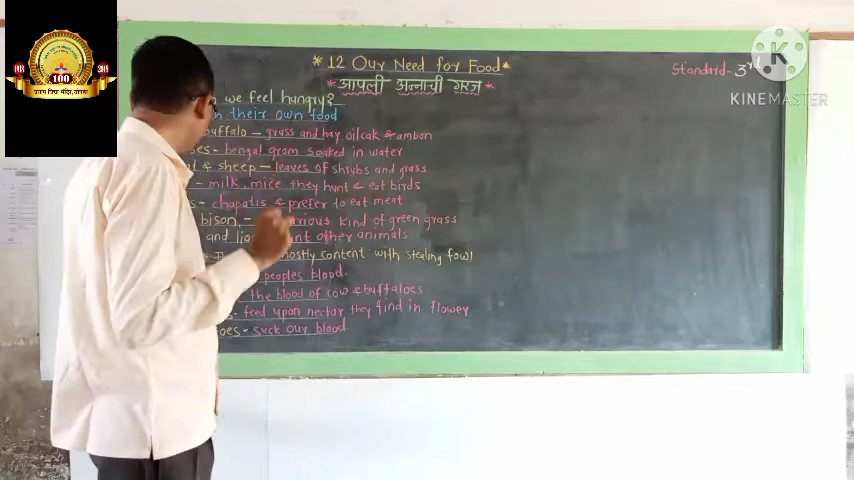 * 12 Our Need for Food *
* आपली अन्नाची गरज *
Standard - 3rd
KINEMASTER
1918
100
2018
we feel hungry?
their own food
buffalo - grass and hay, oilcak & ambon
- bengal gram soaked in water
& sheep - leaves of shrubs and grass
- milk, mice they hunt & eat birds
- chapatis & prefer to eat meat
bison, - various kind of green grass
and other animals
mostly content with stealing fowl
peoples blood.
the blood of cow & buffaloes
- feed upon nectar they find in flower
- suck our blood.